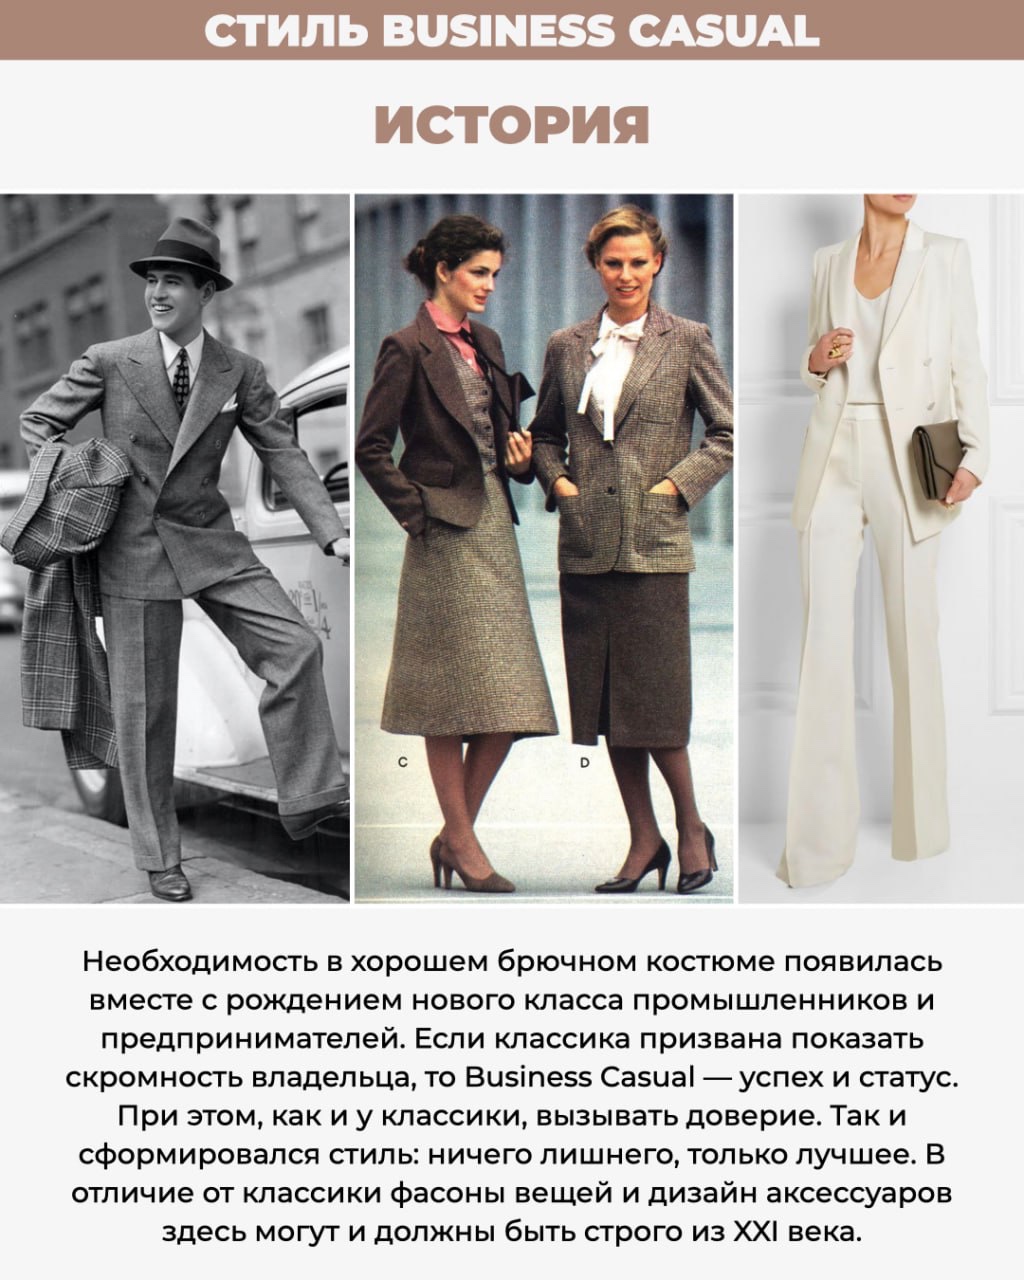 СТИЛЬ BUSINESS CASUAL
ИСТОРИЯ
C
D
Необходимость в хорошем брючном костюме появилась
вместе с рождением нового класса промышленников и
предпринимателей. Если классика призвана показать
скромность владельца, то Business Casual — успех и статус.
При этом, как и у классики, вызывать доверие. Так и
сформировался стиль: ничего лишнего, только лучшее. В
отличие от классики фасоны вещей и дизайн аксессуаров
здесь могут и должны быть строго из XXI века.